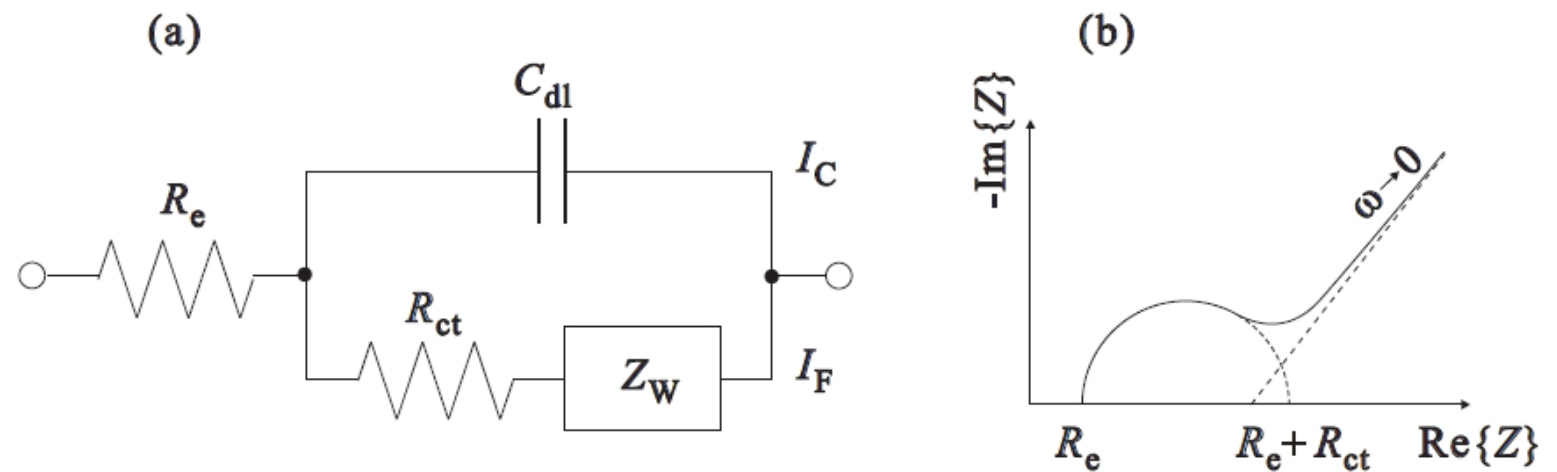 (a)
C_dl
I_C
R_e
R_ct
Z_W
I_F
(b)
-Im{Z}
ω→0
R_e
R_e+R_ct
Re{Z}